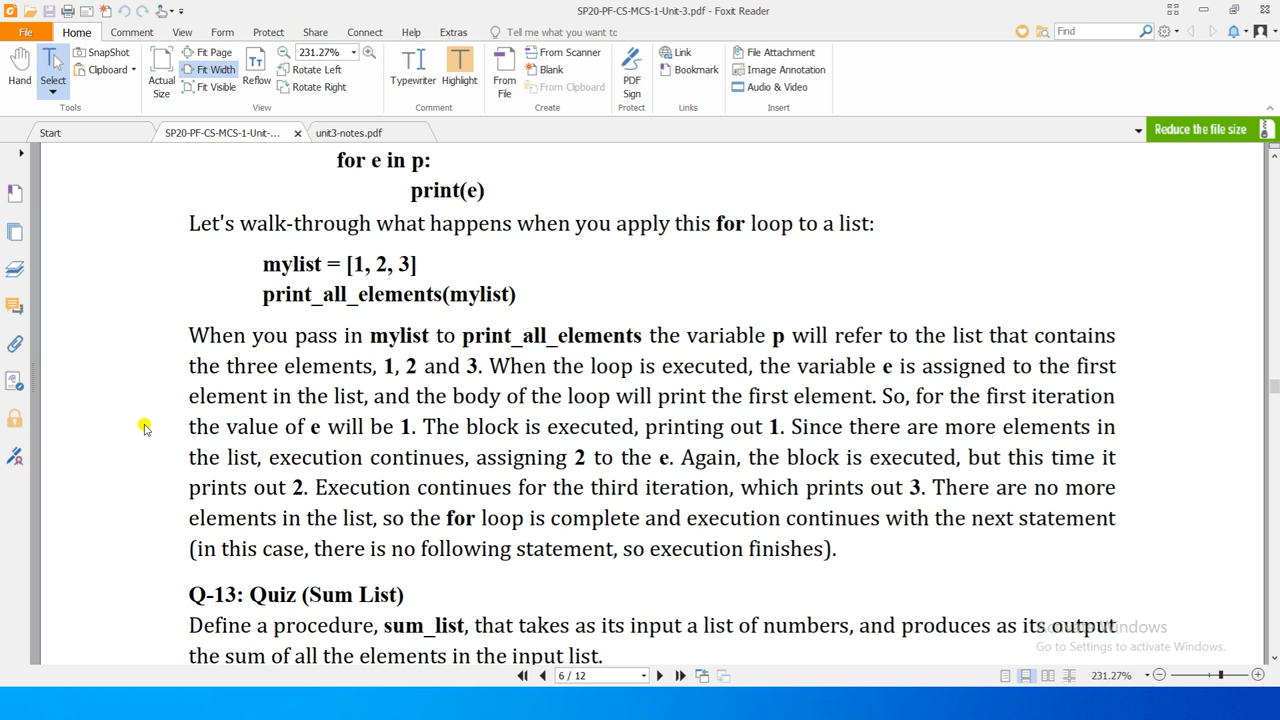 SP20-PF-CS-MCS-1-Unit-3.pdf - Foxit Reader
File Home Comment View Form Protect Share Connect Help Extras Tell me what you want to Find
Hand Select SnapShot Clipboard Actual Size Fit Page Fit Width Fit Visible Reflow 231.27% Rotate Left Rotate Right Typewriter Highlight From File From Scanner Blank From Clipboard PDF Sign Link Bookmark File Attachment Image Annotation Audio & Video
Tools View Comment Create Protect Links Insert
Start SP20-PF-CS-MCS-1-Unit-... unit3-notes.pdf Reduce the file size
for e in p:
print(e)
Let's walk-through what happens when you apply this for loop to a list:
mylist = [1, 2, 3]
print_all_elements(mylist)
When you pass in mylist to print_all_elements the variable p will refer to the list that contains
the three elements, 1, 2 and 3. When the loop is executed, the variable e is assigned to the first
element in the list, and the body of the loop will print the first element. So, for the first iteration
the value of e will be 1. The block is executed, printing out 1. Since there are more elements in
the list, execution continues, assigning 2 to the e. Again, the block is executed, but this time it
prints out 2. Execution continues for the third iteration, which prints out 3. There are no more
elements in the list, so the for loop is complete and execution continues with the next statement
(in this case, there is no following statement, so execution finishes).
Q-13: Quiz (Sum List)
Define a procedure, sum_list, that takes as its input a list of numbers, and produces as its output
the sum of all the elements in the input list.
Activate Windows
Go to Settings to activate Windows.
6 / 12 231.27%